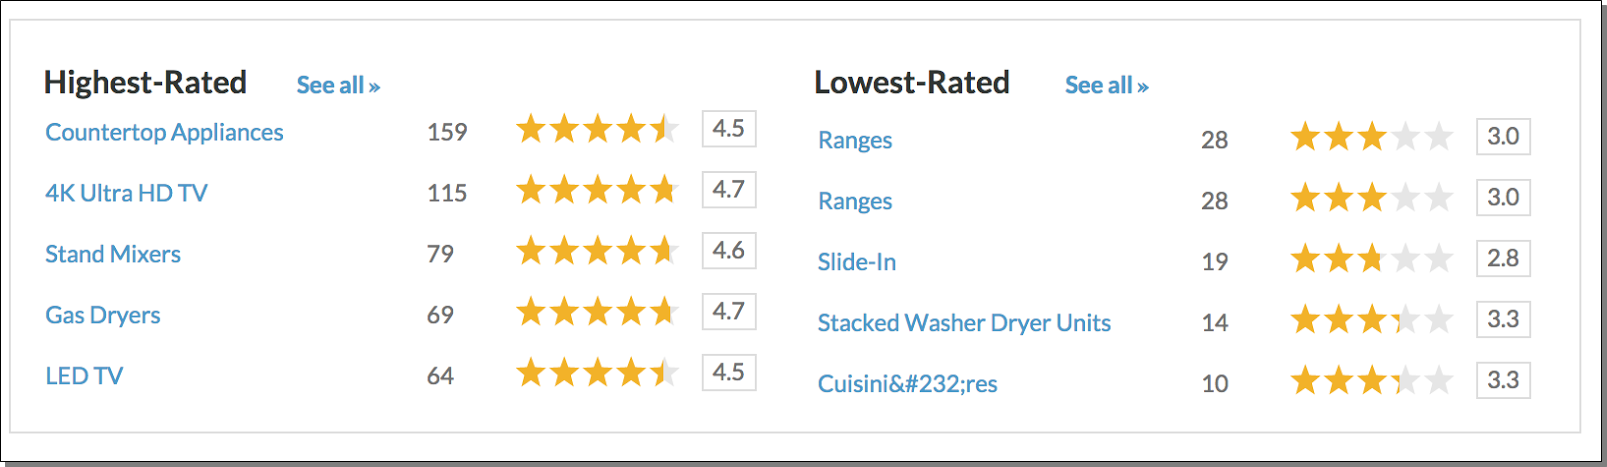 Highest-Rated See all »
Countertop Appliances 159 4.5
4K Ultra HD TV 115 4.7
Stand Mixers 79 4.6
Gas Dryers 69 4.7
LED TV 64 4.5
Lowest-Rated See all »
Ranges 28 3.0
Ranges 28 3.0
Slide-In 19 2.8
Stacked Washer Dryer Units 14 3.3
Cuisini&#232;res 10 3.3